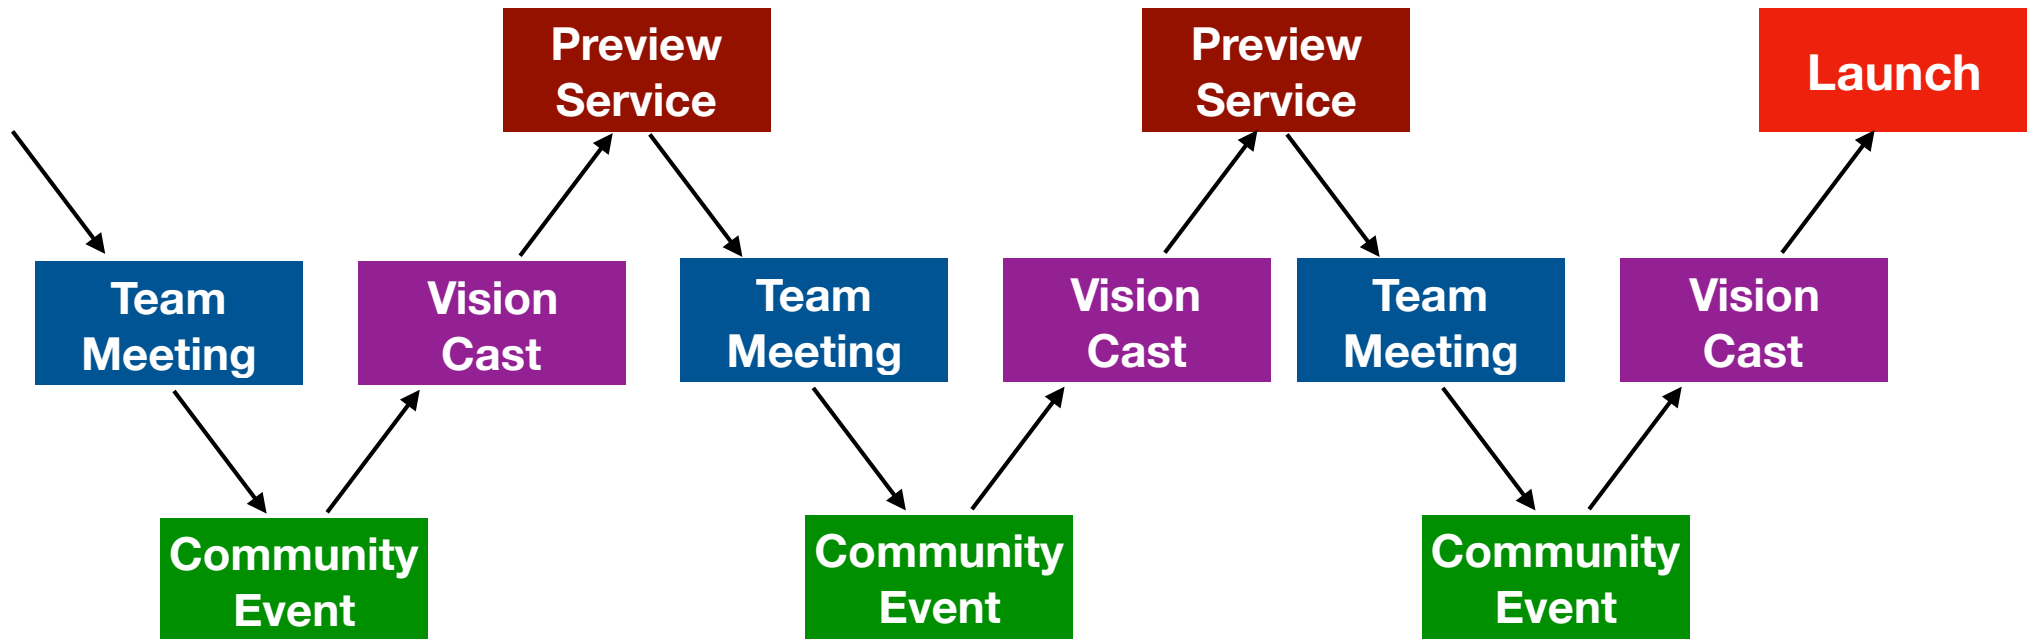 Preview
Service
Preview
Service
Launch
Team
Meeting
Vision
Cast
Team
Meeting
Vision
Cast
Team
Meeting
Vision
Cast
Community
Event
Community
Event
Community
Event